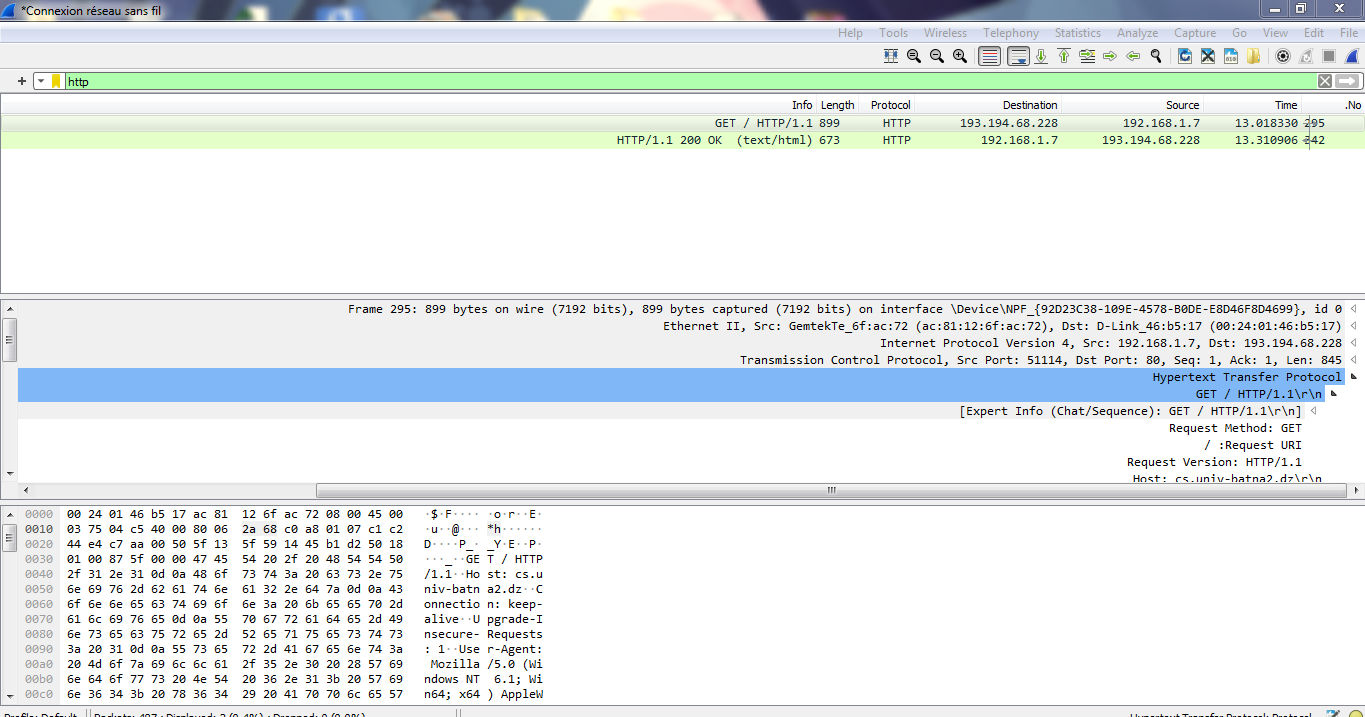 *Connexion réseau sans fil
Help Tools Wireless Telephony Statistics Analyze Capture Go View Edit File
+ http
Info Length Protocol Destination Source Time .No
GET / HTTP/1.1 899 HTTP 193.194.68.228 192.168.1.7 13.018330 295
HTTP/1.1 200 OK (text/html) 673 HTTP 192.168.1.7 193.194.68.228 13.310906 342
Frame 295: 899 bytes on wire (7192 bits), 899 bytes captured (7192 bits) on interface \Device\NPF_{92D23C38-109E-4578-B0DE-E8D46F8D4699}, id 0
Ethernet II, Src: GemtekTe_6f:ac:72 (ac:81:12:6f:ac:72), Dst: D-Link_46:b5:17 (00:24:01:46:b5:17)
Internet Protocol Version 4, Src: 192.168.1.7, Dst: 193.194.68.228
Transmission Control Protocol, Src Port: 51114, Dst Port: 80, Seq: 1, Ack: 1, Len: 845
Hypertext Transfer Protocol
GET / HTTP/1.1\r\n
[Expert Info (Chat/Sequence): GET / HTTP/1.1\r\n]
Request Method: GET
/ :Request URI
Request Version: HTTP/1.1
Host: cs.univ-batna2.dz\r\n
0000 00 24 01 46 b5 17 ac 81 12 6f ac 72 08 00 45 00 ·$·F···· ·o·r··E·
0010 03 75 04 c5 40 00 80 06 2a 68 c0 a8 01 07 c1 c2 ·u··@··· *h······
0020 44 e4 c7 aa 00 50 5f 13 5f 59 14 45 b1 d2 50 18 D····P_· _Y·E··P·
0030 01 00 87 5f 00 00 47 45 54 20 2f 20 48 54 54 50 ···_··GE T / HTTP
0040 2f 31 2e 31 0d 0a 48 6f 73 74 3a 20 63 73 2e 75 /1.1··Ho st: cs.u
0050 6e 69 76 2d 62 61 74 6e 61 32 2e 64 7a 0d 0a 43 niv-batn a2.dz··C
0060 6f 6e 6e 65 63 74 69 6f 6e 3a 20 6b 65 65 70 2d onnectio n: keep-
0070 61 6c 69 76 65 0d 0a 55 70 67 72 61 64 65 2d 49 alive··U pgrade-I
0080 6e 73 65 63 75 72 65 2d 52 65 71 75 65 73 74 73 nsecure- Requests
0090 3a 20 31 0d 0a 55 73 65 72 2d 41 67 65 6e 74 3a : 1··Use r-Agent:
00a0 20 4d 6f 7a 69 6c 6c 61 2f 35 2e 30 20 28 57 69 Mozilla /5.0 (Wi
00b0 6e 64 6f 77 73 20 4e 54 20 36 2e 31 3b 20 57 69 ndows NT 6.1; Wi
00c0 6e 36 34 3b 20 78 36 34 29 20 41 70 70 6c 65 57 n64; x64 ) AppleW
Profile: Default Packets: 487 · Displayed: 2 (0.4%) · Dropped: 0 (0.0%) Hypertext Transfer Protocol: Protocol